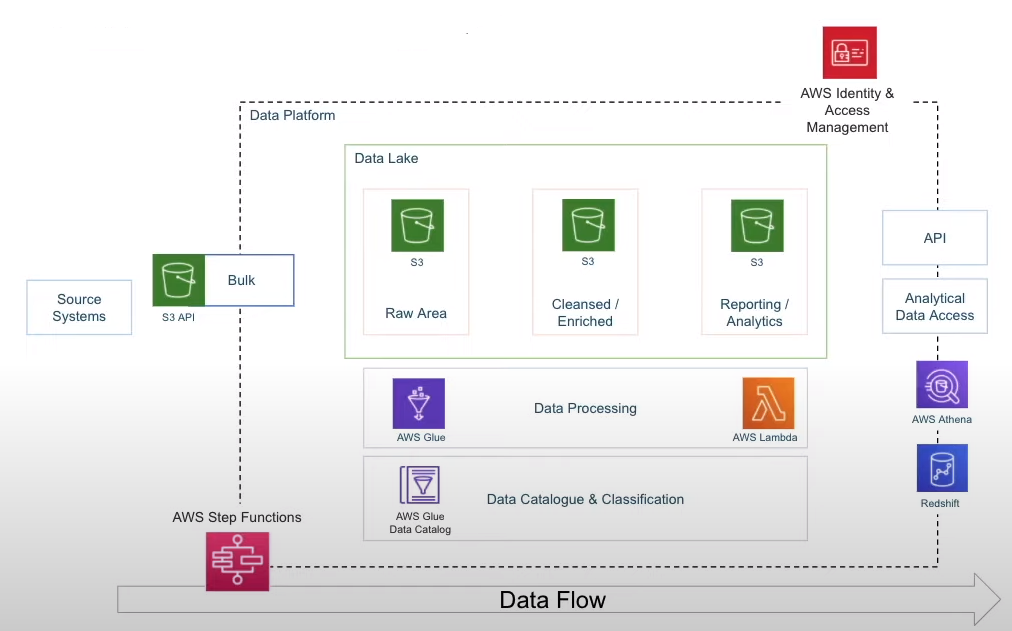 AWS Identity &
Access
Management
Data Platform
Data Lake
S3
S3
S3
Raw Area
Cleansed /
Enriched
Reporting /
Analytics
API
Analytical
Data Access
Source
Systems
Bulk
S3 API
AWS Glue
Data Processing
AWS Lambda
AWS Athena
AWS Glue
Data Catalog
Data Catalogue & Classification
Redshift
AWS Step Functions
Data Flow